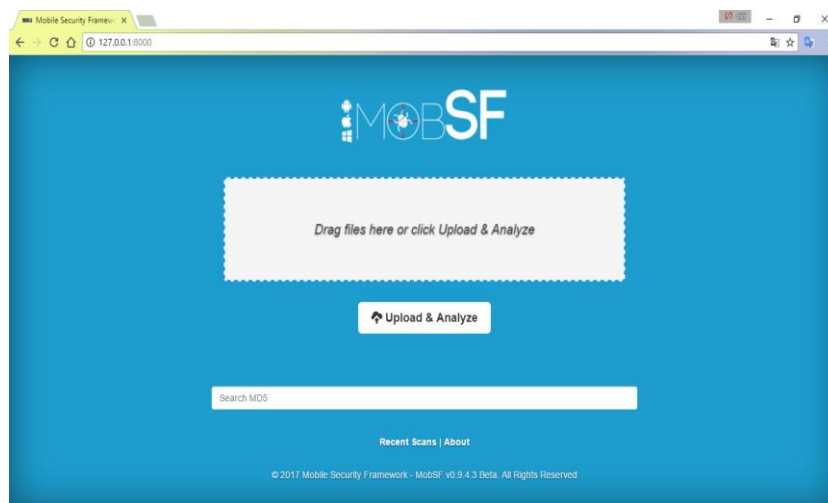 Mobile Security Framew
127.0.0.1:8000
MOBSF
Drag files here or click Upload & Analyze
Upload & Analyze
Search MD5
Recent Scans | About
© 2017 Mobile Security Framework - MobSF v0.9.4.3 Beta. All Rights Reserved